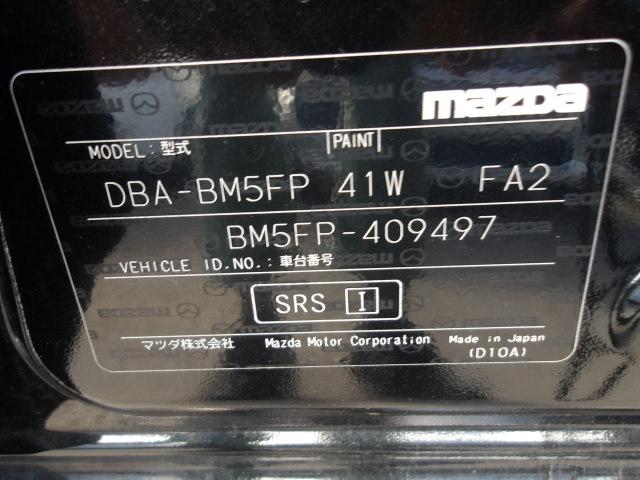 mazda
MODEL:型式 PAINT
DBA-BM5FP 41W FA2
BM5FP-409497
VEHICLE ID.NO.:車台番号
SRS I
マツダ株式会社 Mazda Motor Corporation Made in Japan
(D10A)